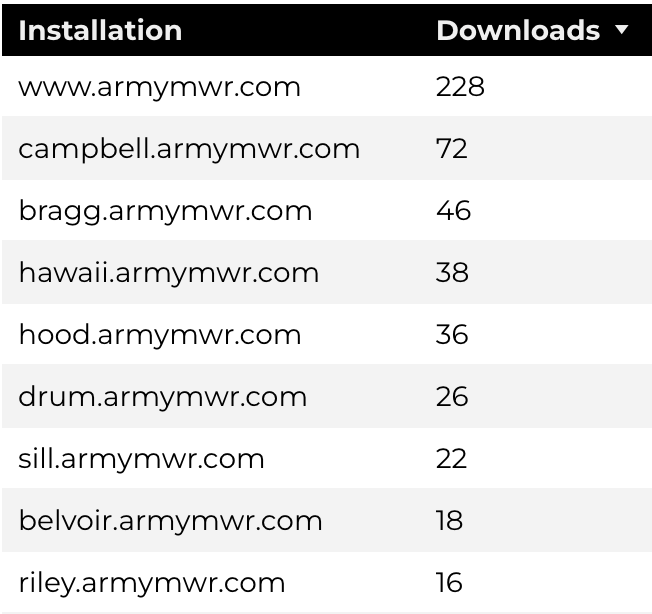 Installation Downloads ▼
www.armymwr.com 228
campbell.armymwr.com 72
bragg.armymwr.com 46
hawaii.armymwr.com 38
hood.armymwr.com 36
drum.armymwr.com 26
sill.armymwr.com 22
belvoir.armymwr.com 18
riley.armymwr.com 16